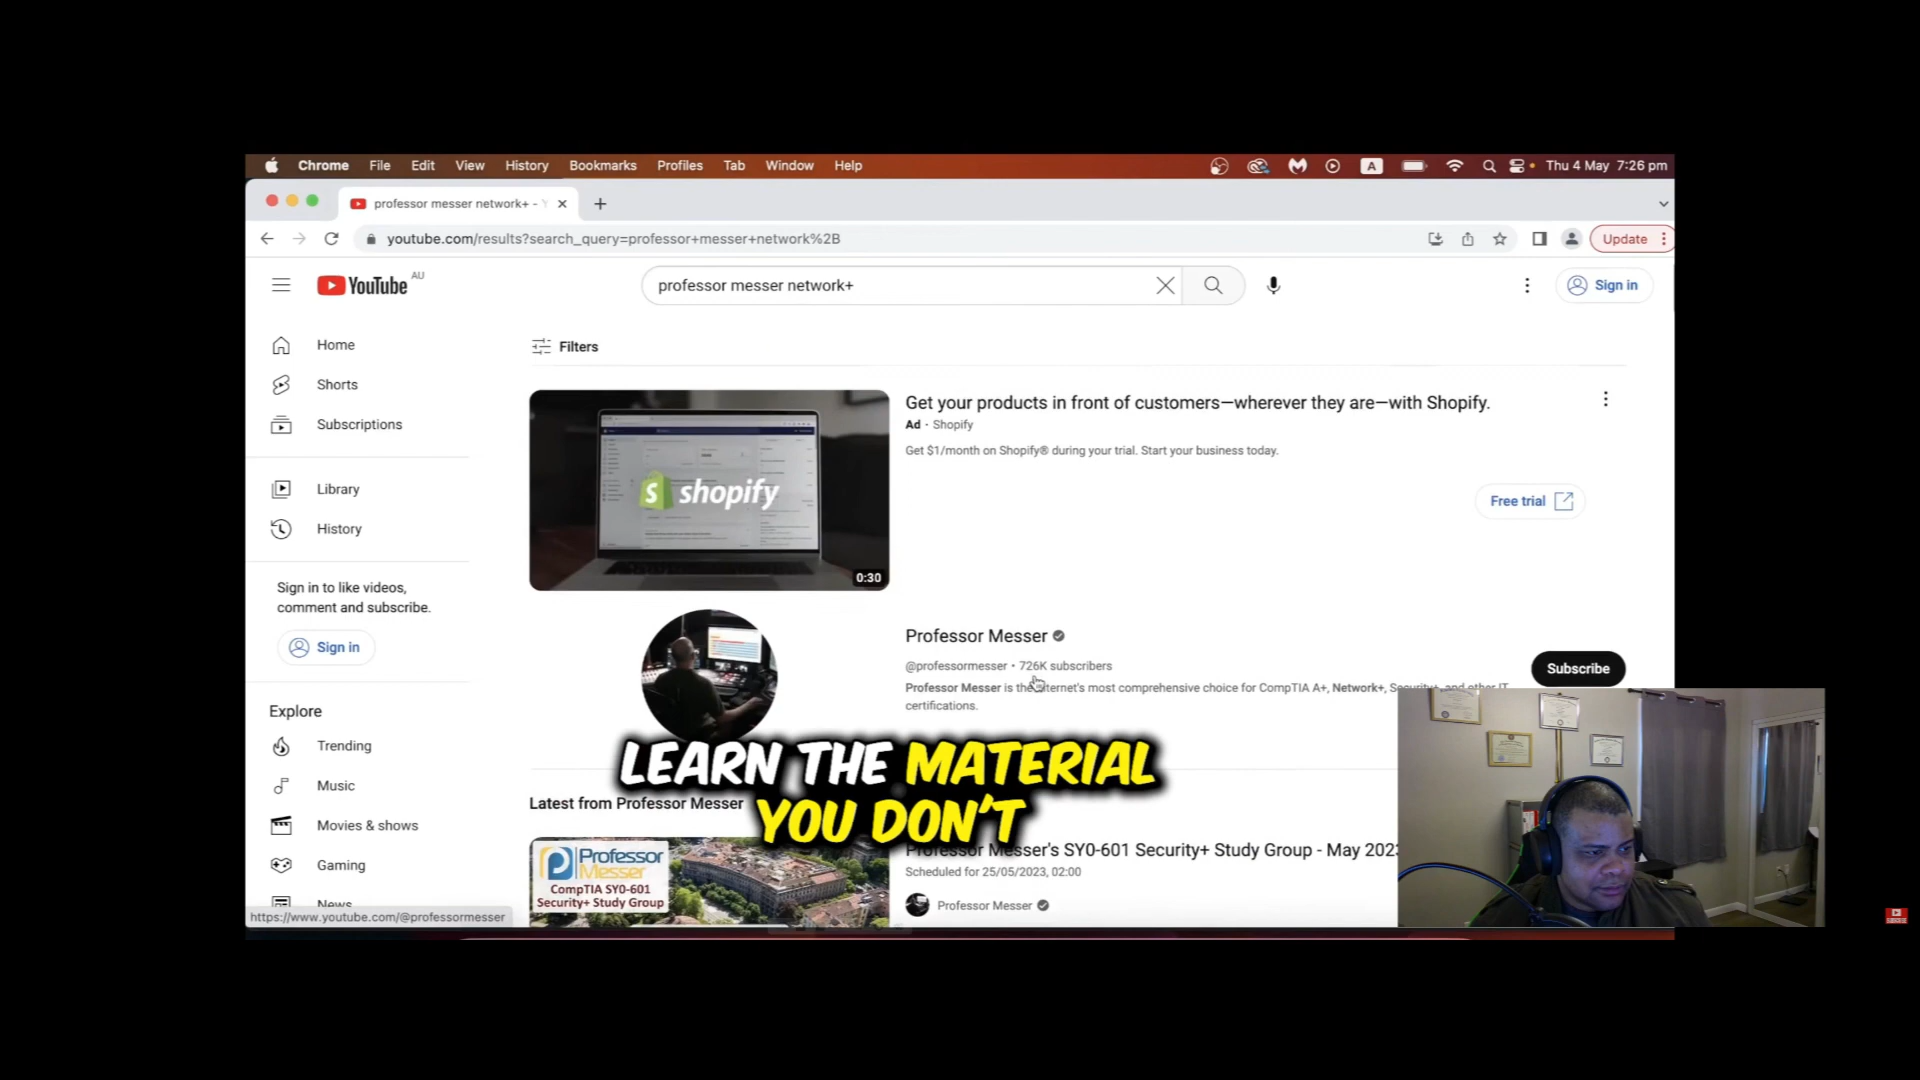 Chrome File Edit View History Bookmarks Profiles Tab Window Help A Thu 4 May 7:26 pm
professor messer network+ -
youtube.com/results?search_query=professor+messer+network%2B Update
YouTube AU professor messer network+ Sign in
Home
Shorts
Subscriptions
Library
History
Sign in to like videos,
comment and subscribe.
Sign in
Explore
Trending
Music
Movies & shows
Gaming
News
https://www.youtube.com/@professormesser
Filters
shopify
0:30
Get your products in front of customers—wherever they are—with Shopify.
Ad · Shopify
Get $1/month on Shopify® during your trial. Start your business today.
Free trial
Professor Messer
@professormesser • 726K subscribers
Professor Messer is the internet's most comprehensive choice for CompTIA A+, Network+, Security+, and other IT
certifications.
Subscribe
LEARN THE MATERIAL
YOU DON'T
Latest from Professor Messer
Professor
Messer
CompTIA SY0-601
Security+ Study Group
Professor Messer's SY0-601 Security+ Study Group - May 2023
Scheduled for 25/05/2023, 02:00
Professor Messer